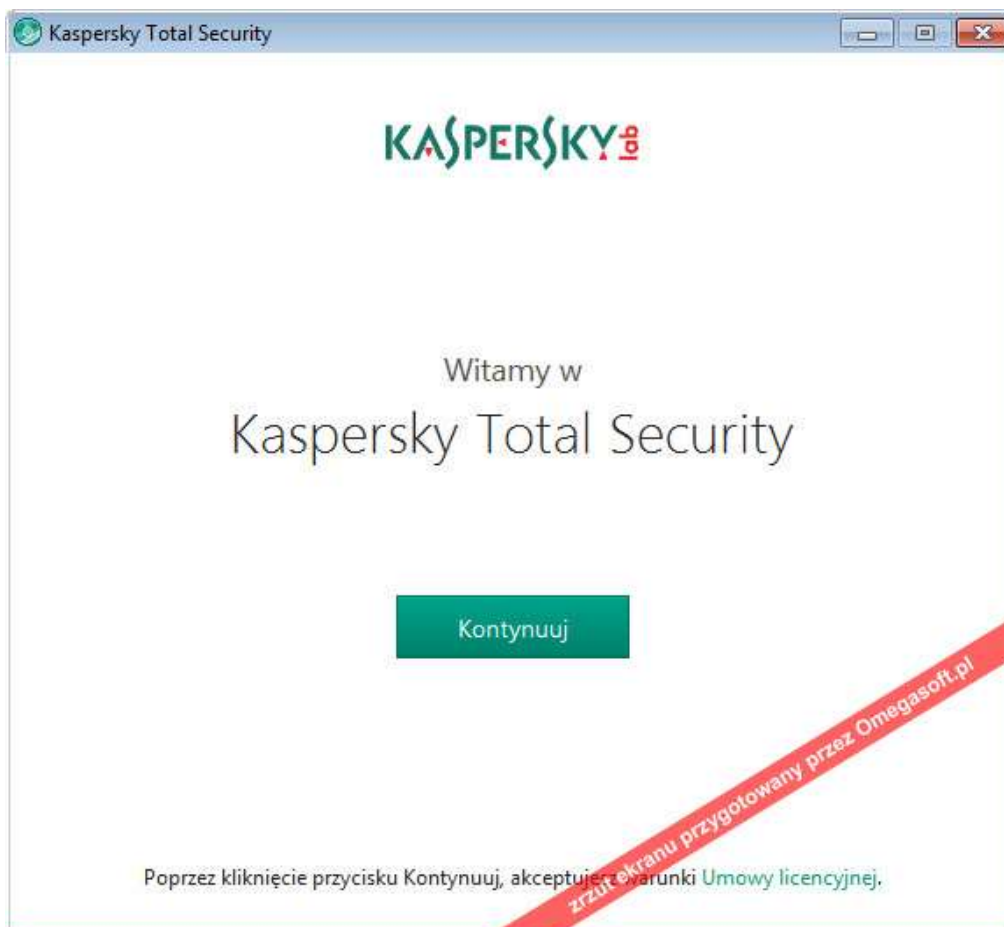 Kaspersky Total Security
KASPERSKY lab
Witamy w
Kaspersky Total Security
Kontynuuj
zrzut ekranu przygotowany przez Omegasoft.pl
Poprzez kliknięcie przycisku Kontynuuj, akceptujesz warunki Umowy licencyjnej.